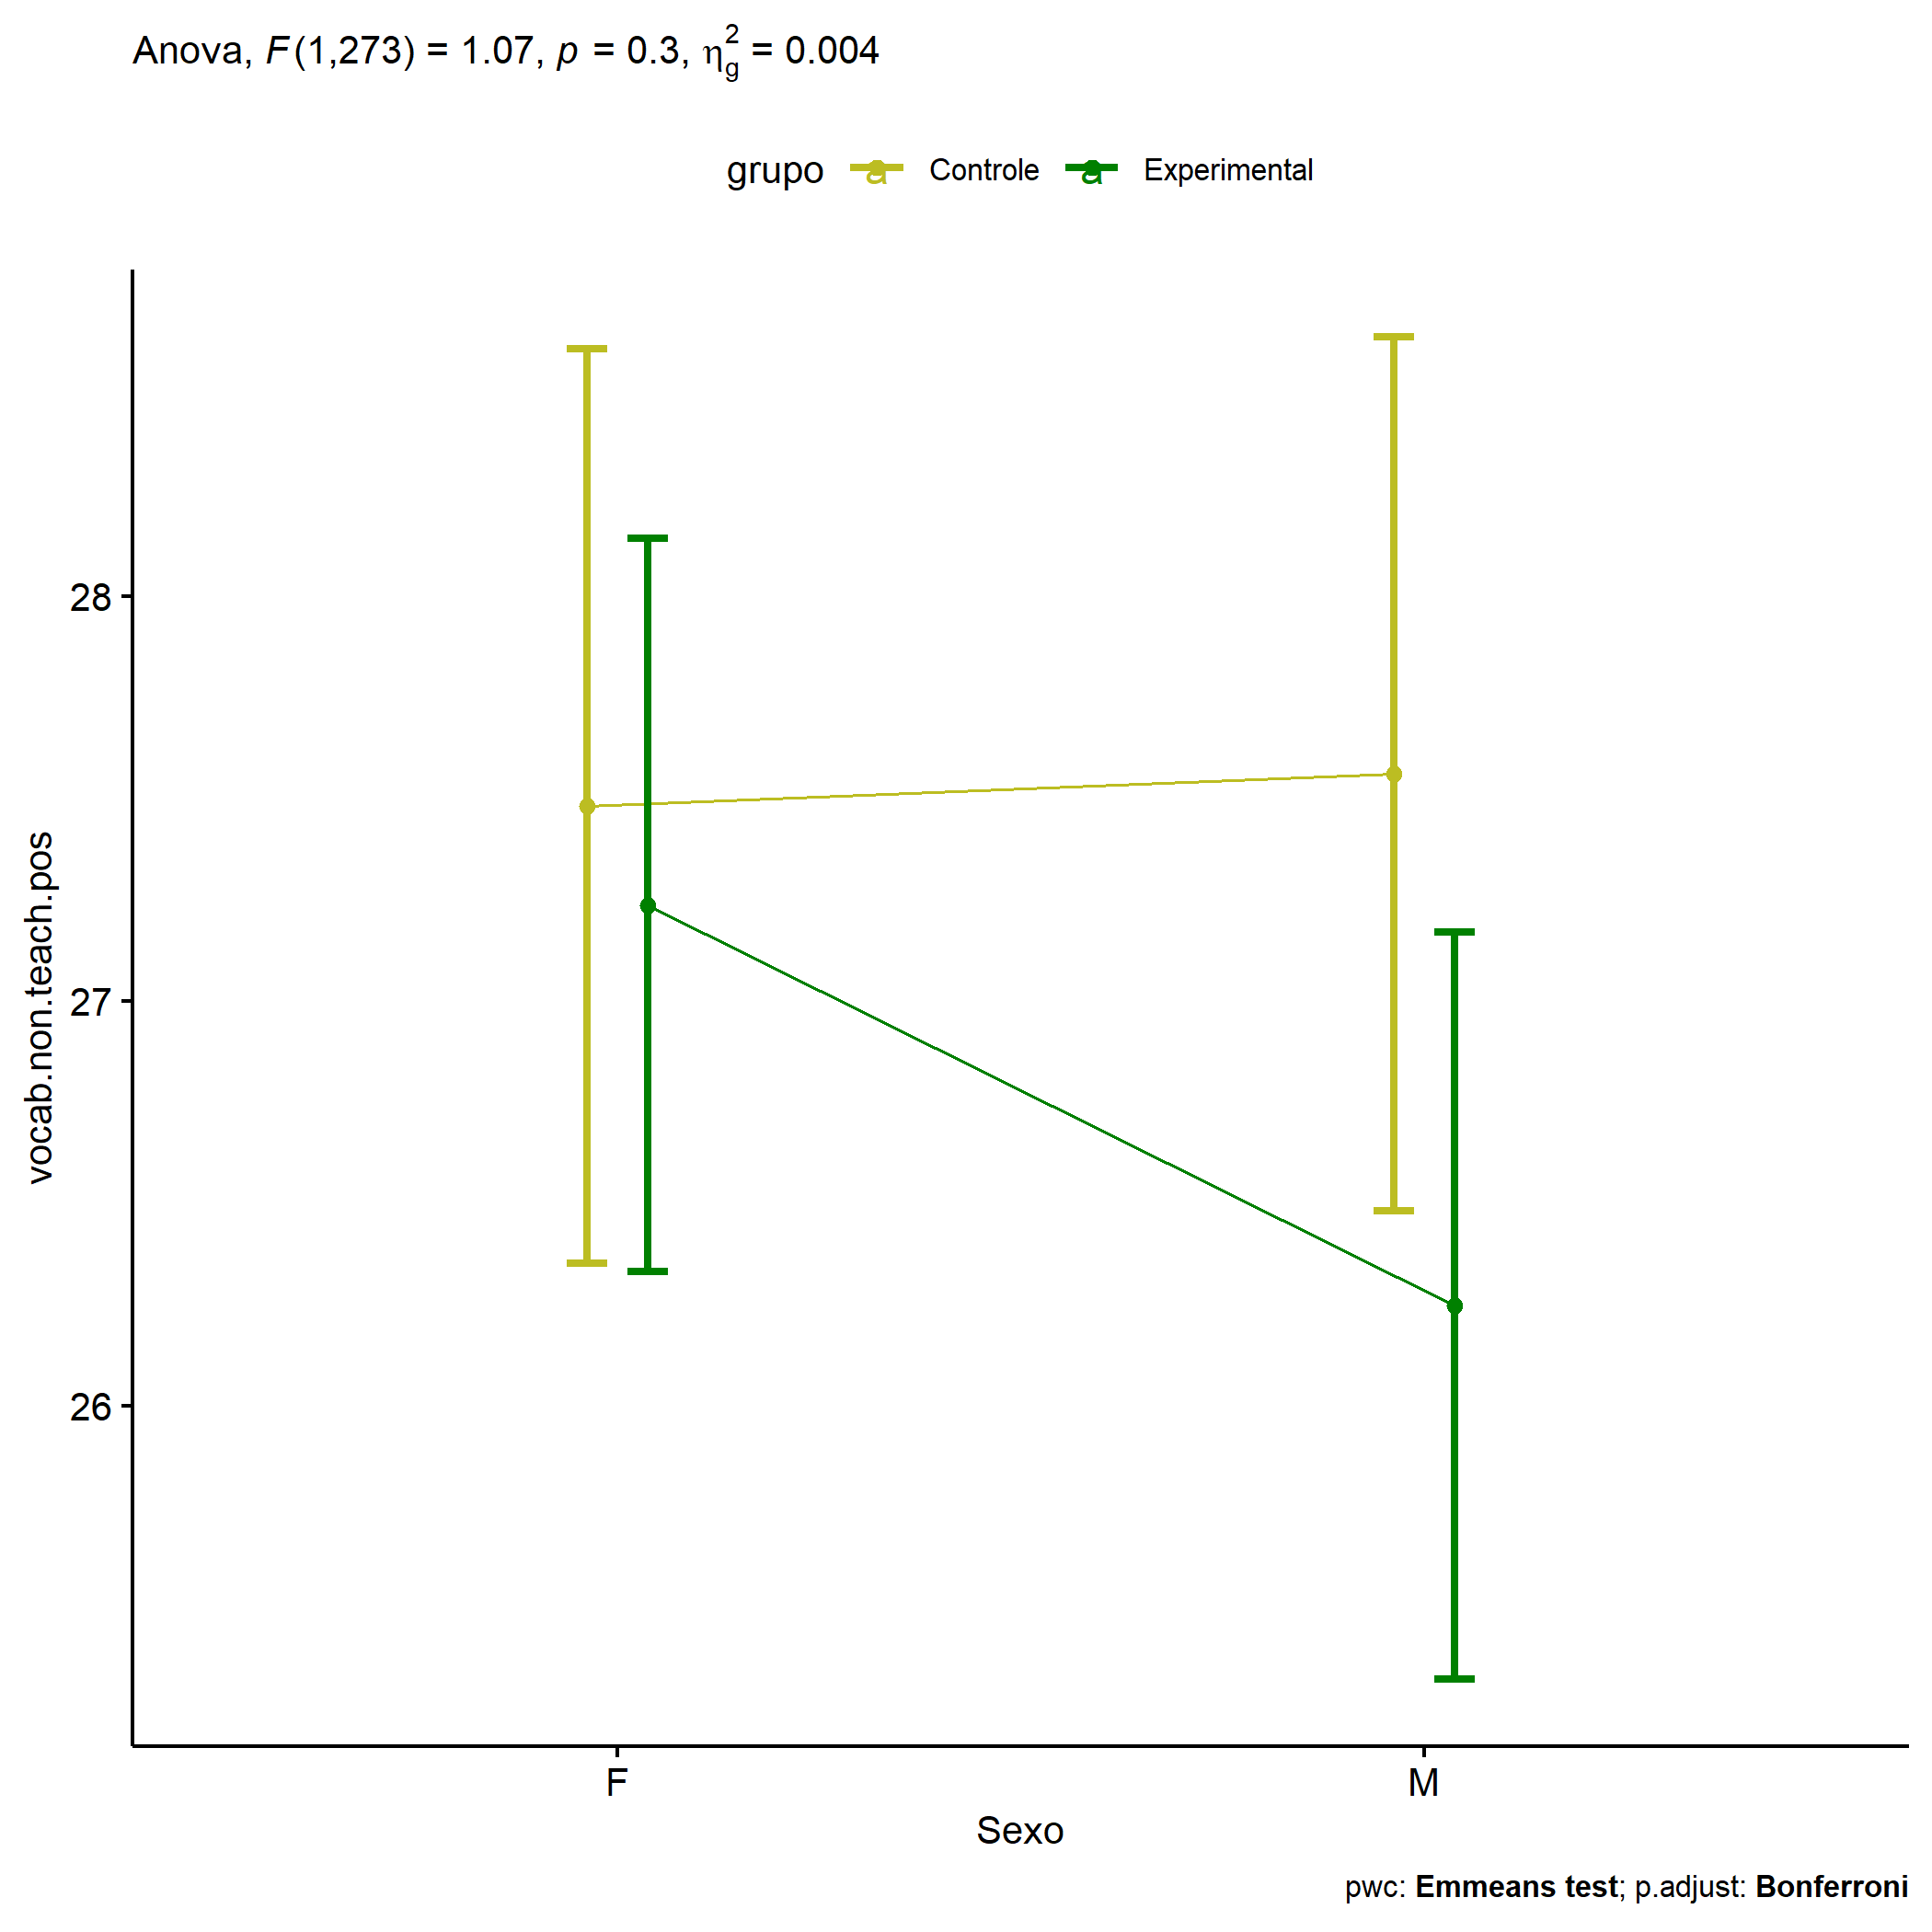 Anova, F(1,273) = 1.07, p = 0.3, η²g = 0.004
grupo a Controle a Experimental
28
27
26
vocab.non.teach.pos
F M
Sexo
pwc: Emmeans test; p.adjust: Bonferroni